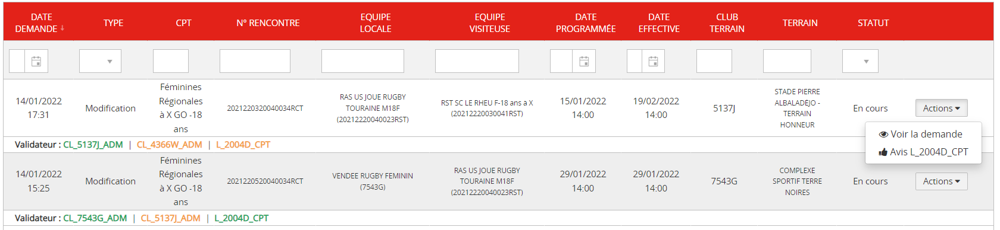 DATE DEMANDE
TYPE
CPT
N° RENCONTRE
EQUIPE LOCALE
EQUIPE VISITEUSE
DATE PROGRAMMÉE
DATE EFFECTIVE
CLUB TERRAIN
TERRAIN
STATUT
14/01/2022
17:31
Modification
Féminines
Régionales
à X GO -18
ans
2021220320040034RCT
RAS US JOUE RUGBY
TOURAINE M18F
(20212220040023RST)
RST SC LE RHEU F-18 ans à X
(20212220030041RST)
15/01/2022
14:00
19/02/2022
14:00
5137J
STADE PIERRE
ALBALADÉJO -
TERRAIN
HONNEUR
En cours
Actions
Voir la demande
Avis L_2004D_CPT
Validateur : CL_5137J_ADM | CL_4366W_ADM | L_2004D_CPT
14/01/2022
15:25
Modification
Féminines
Régionales
à X GO -18
ans
2021220520040034RCT
VENDEE RUGBY FEMININ
(7543G)
RAS US JOUE RUGBY
TOURAINE M18F
(20212220040023RST)
29/01/2022
14:00
29/01/2022
14:00
7543G
COMPLEXE
SPORTIF TERRE
NOIRES
En cours
Actions
Validateur : CL_7543G_ADM | CL_5137J_ADM | L_2004D_CPT